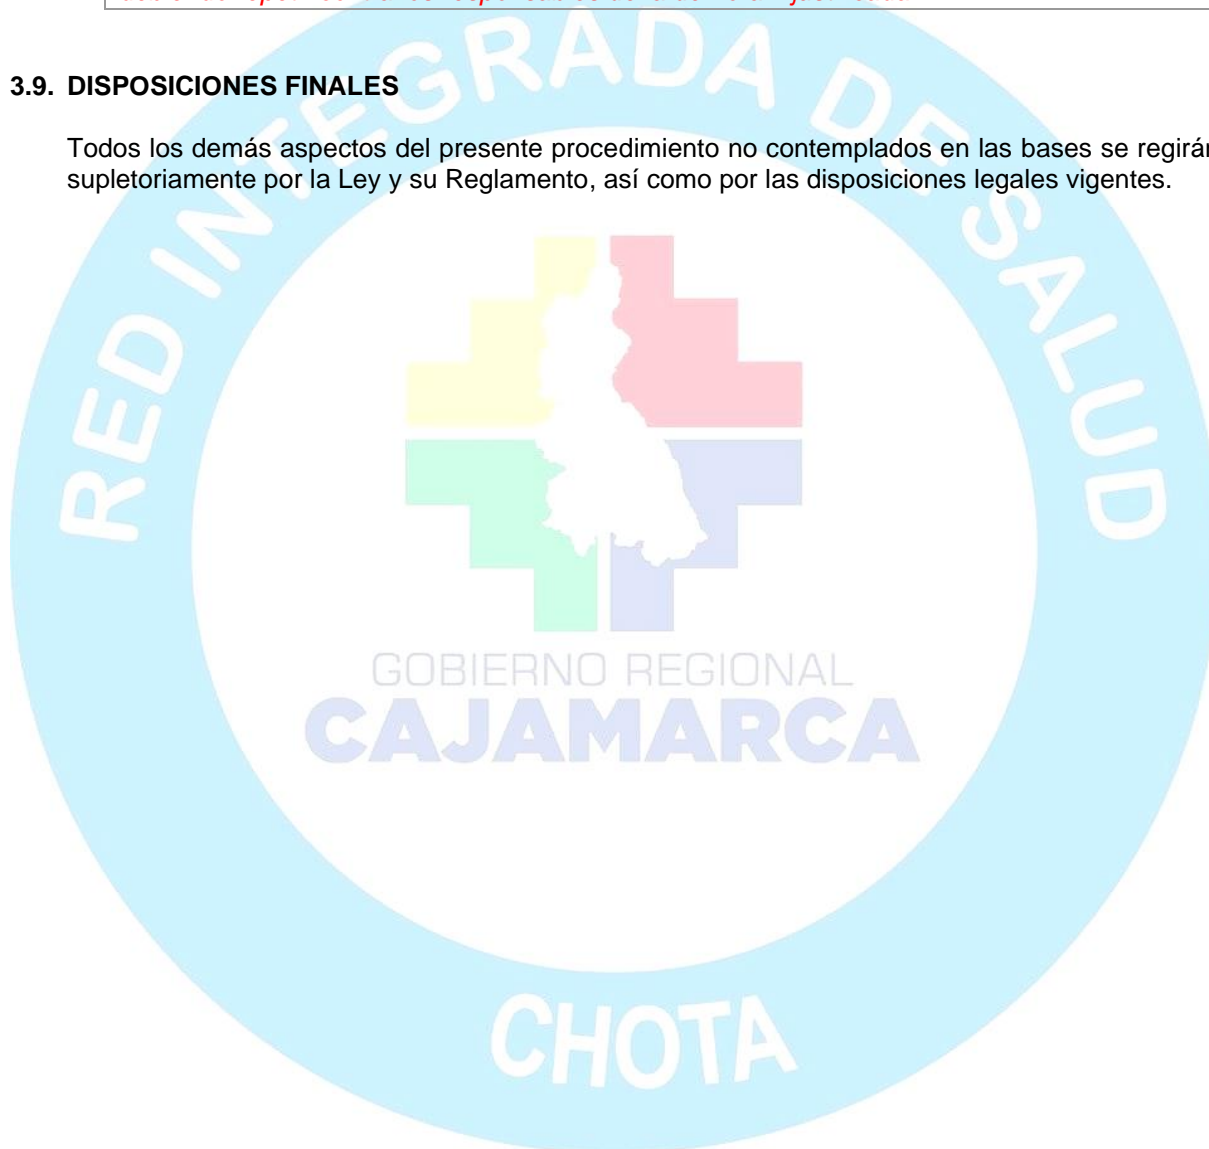 3.9. DISPOSICIONES FINALES
Todos los demás aspectos del presente procedimiento no contemplados en las bases se regirán
supletoriamente por la Ley y su Reglamento, así como por las disposiciones legales vigentes.
RED INTEGRADA DE SALUD
GOBIERNO REGIONAL
CAJAMARCA
CHOTA